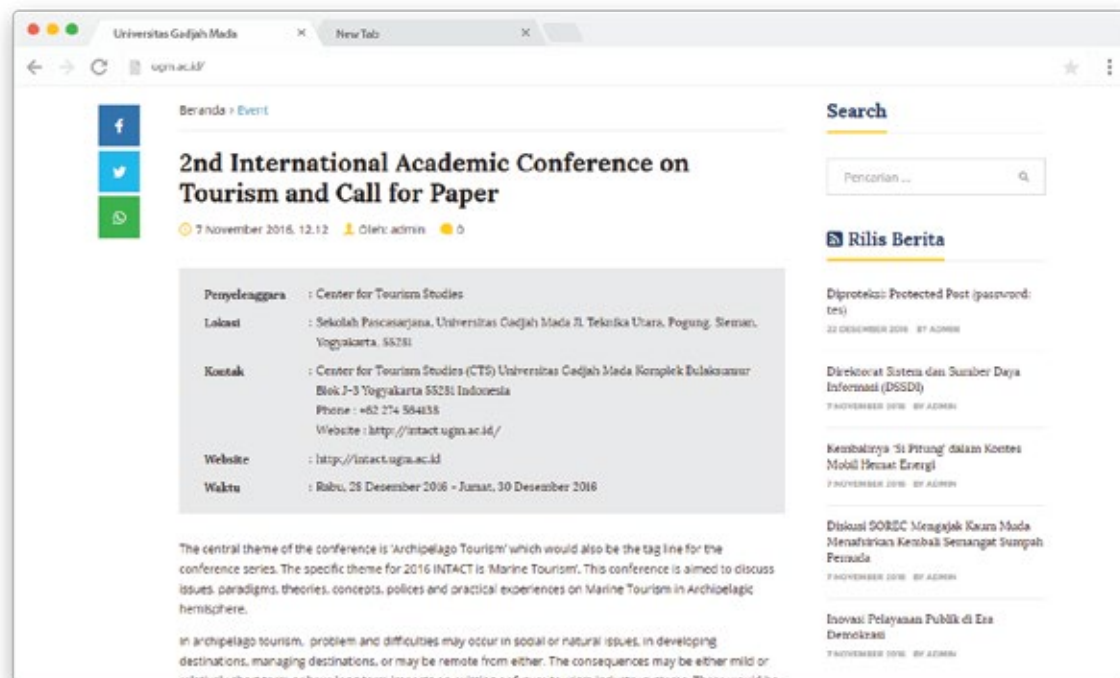 Universitas Gadjah Mada
New Tab
ugm.ac.id/
Beranda > Event
2nd International Academic Conference on
Tourism and Call for Paper
7 November 2016, 12.12 Oleh: admin 0
Penyelenggara : Center for Tourism Studies
Lokasi : Sekolah Pascasarjana, Universitas Gadjah Mada Jl. Teknika Utara, Pogung, Sleman,
Yogyakarta, 55281
Kontak : Center for Tourism Studies (CTS) Universitas Gadjah Mada Komplek Bulaksumur
Blok J-3 Yogyakarta 55281 Indonesia
Phone : +62 274 564138
Website : http://intact.ugm.ac.id/
Website : http://intact.ugm.ac.id
Waktu : Rabu, 28 Desember 2016 - Jumat, 30 Desember 2016
The central theme of the conference is 'Archipelago Tourism' which would also be the tag line for the
conference series. The specific theme for 2016 INTACT is 'Marine Tourism'. This conference is aimed to discuss
issues, paradigms, theories, concepts, polices and practical experiences on Marine Tourism in Archipelagic
hemisphere.
In archipelago tourism, problem and difficulties may occur in social or natural issues, in developing
destinations, managing destinations, or may be remote from either. The consequences may be either mild or
Search
Pencarian ...
Rilis Berita
Diproteksi: Protected Post (password:
tes)
22 DESEMBER 2016 BY ADMIN
Direktorat Sistem dan Sumber Daya
Informasi (DSSDI)
7 NOVEMBER 2016 BY ADMIN
Kembalinya 'Si Pitung' dalam Kontes
Mobil Hemat Energi
7 NOVEMBER 2016 BY ADMIN
Diskusi SOREC Mengajak Kaum Muda
Menafsirkan Kembali Semangat Sumpah
Pemuda
7 NOVEMBER 2016 BY ADMIN
Inovasi Pelayanan Publik di Era
Demokrasi
7 NOVEMBER 2016 BY ADMIN